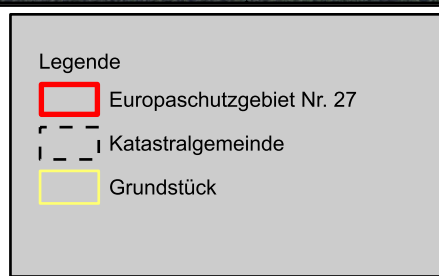 Legende
Europaschutzgebiet Nr. 27
Katastralgemeinde
Grundstück